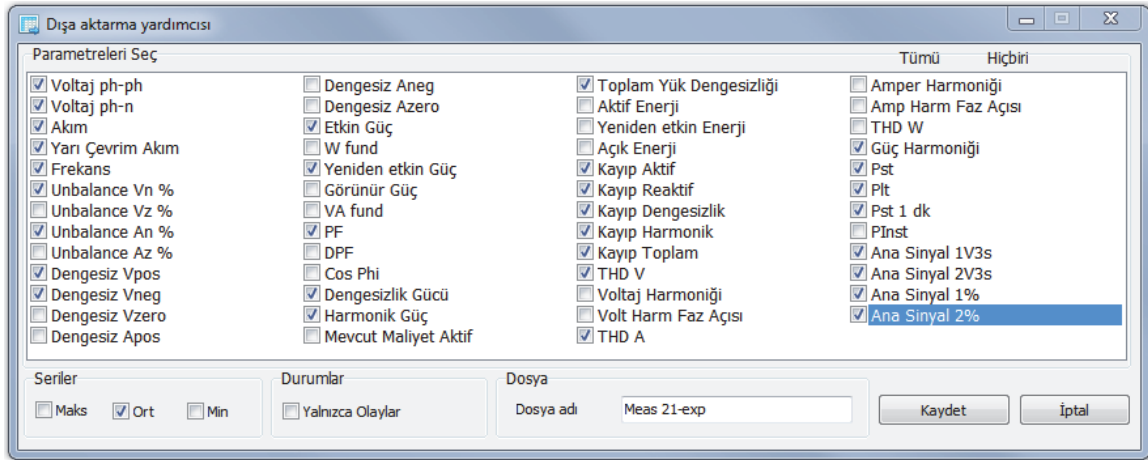 Dışa aktarma yardımcısı
Parametreleri Seç
Tümü Hiçbiri
Voltaj ph-ph
Voltaj ph-n
Akım
Yarı Çevrim Akım
Frekans
Unbalance Vn %
Unbalance Vz %
Unbalance An %
Unbalance Az %
Dengesiz Vpos
Dengesiz Vneg
Dengesiz Vzero
Dengesiz Apos
Dengesiz Aneg
Dengesiz Azero
Etkin Güç
W fund
Yeniden etkin Güç
Görünür Güç
VA fund
PF
DPF
Cos Phi
Dengesizlik Gücü
Harmonik Güç
Mevcut Maliyet Aktif
Toplam Yük Dengesizliği
Aktif Enerji
Yeniden etkin Enerji
Açık Enerji
Kayıp Aktif
Kayıp Reaktif
Kayıp Dengesizlik
Kayıp Harmonik
Kayıp Toplam
THD V
Voltaj Harmoniği
Volt Harm Faz Açısı
THD A
Amper Harmoniği
Amp Harm Faz Açısı
THD W
Güç Harmoniği
Pst
Plt
Pst 1 dk
PInst
Ana Sinyal 1V3s
Ana Sinyal 2V3s
Ana Sinyal 1%
Ana Sinyal 2%
Seriler
Maks Ort Min
Durumlar
Yalnızca Olaylar
Dosya
Dosya adı Meas 21-exp
Kaydet İptal